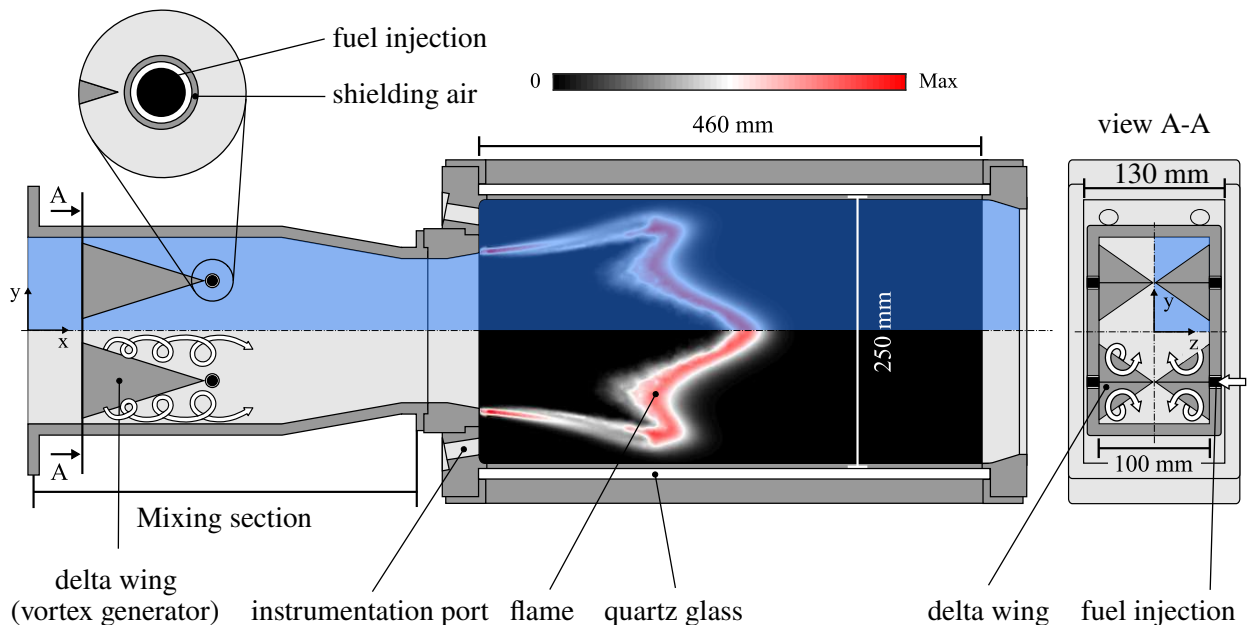 fuel injection
shielding air
0
Max
460 mm
view A-A
130 mm
A
y
x
250 mm
y
z
A
100 mm
Mixing section
delta wing
(vortex generator)
instrumentation port
flame
quartz glass
delta wing
fuel injection